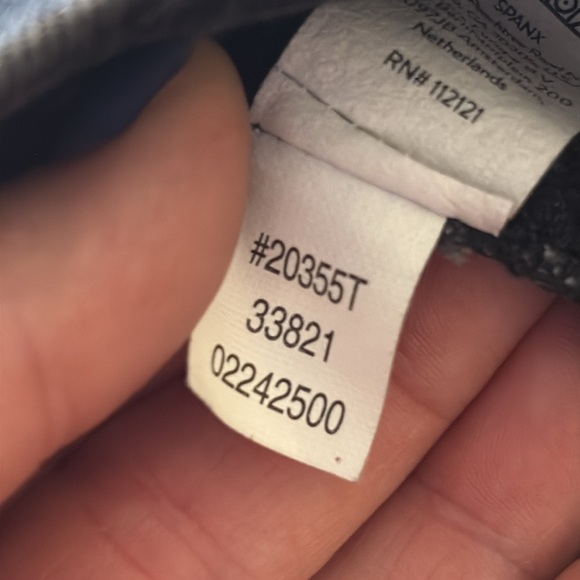 SPANX
Netherlands
RN# 112121
#20355T
33821
02242500